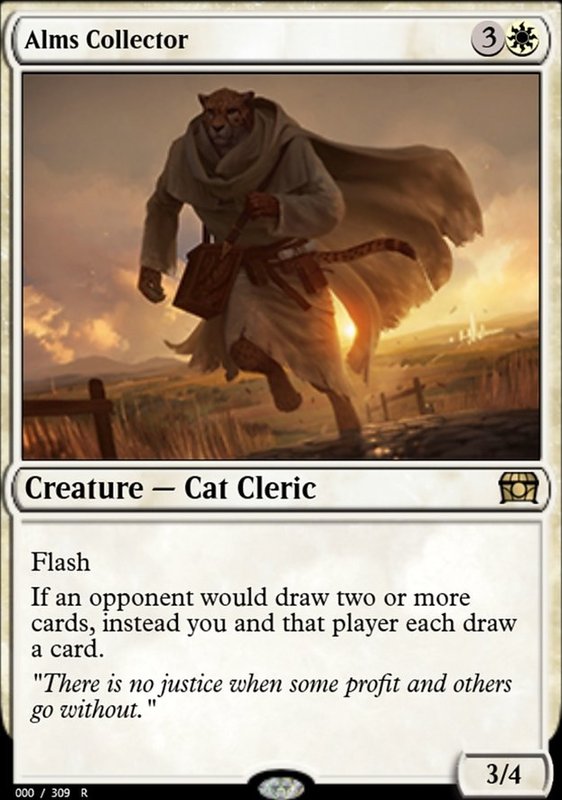 Alms Collector 3
Creature — Cat Cleric
Flash
If an opponent would draw two or more
cards, instead you and that player each draw
a card.
"There is no justice when some profit and others
go without."
3/4
000 / 309 R